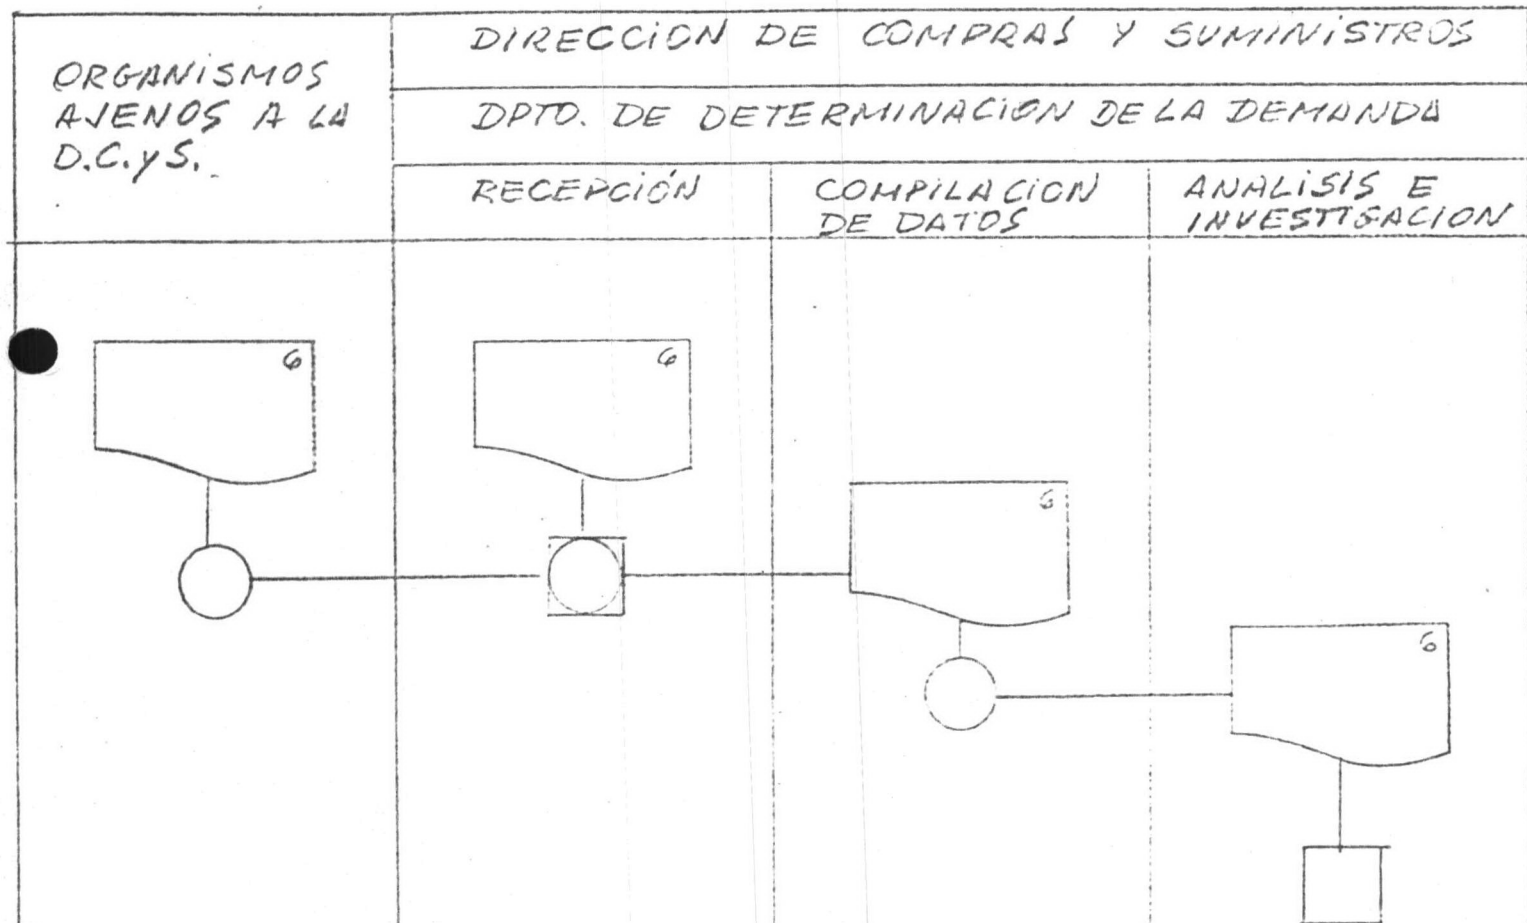 ORGANISMOS
AJENOS A LA
D.C.yS.
DIRECCION DE COMPRAS Y SUMINISTROS
DPTO. DE DETERMINACION DE LA DEMANDA
RECEPCIÓN
COMPILACION
DE DATOS
ANALISIS E
INVESTIGACION
6
6
6
6